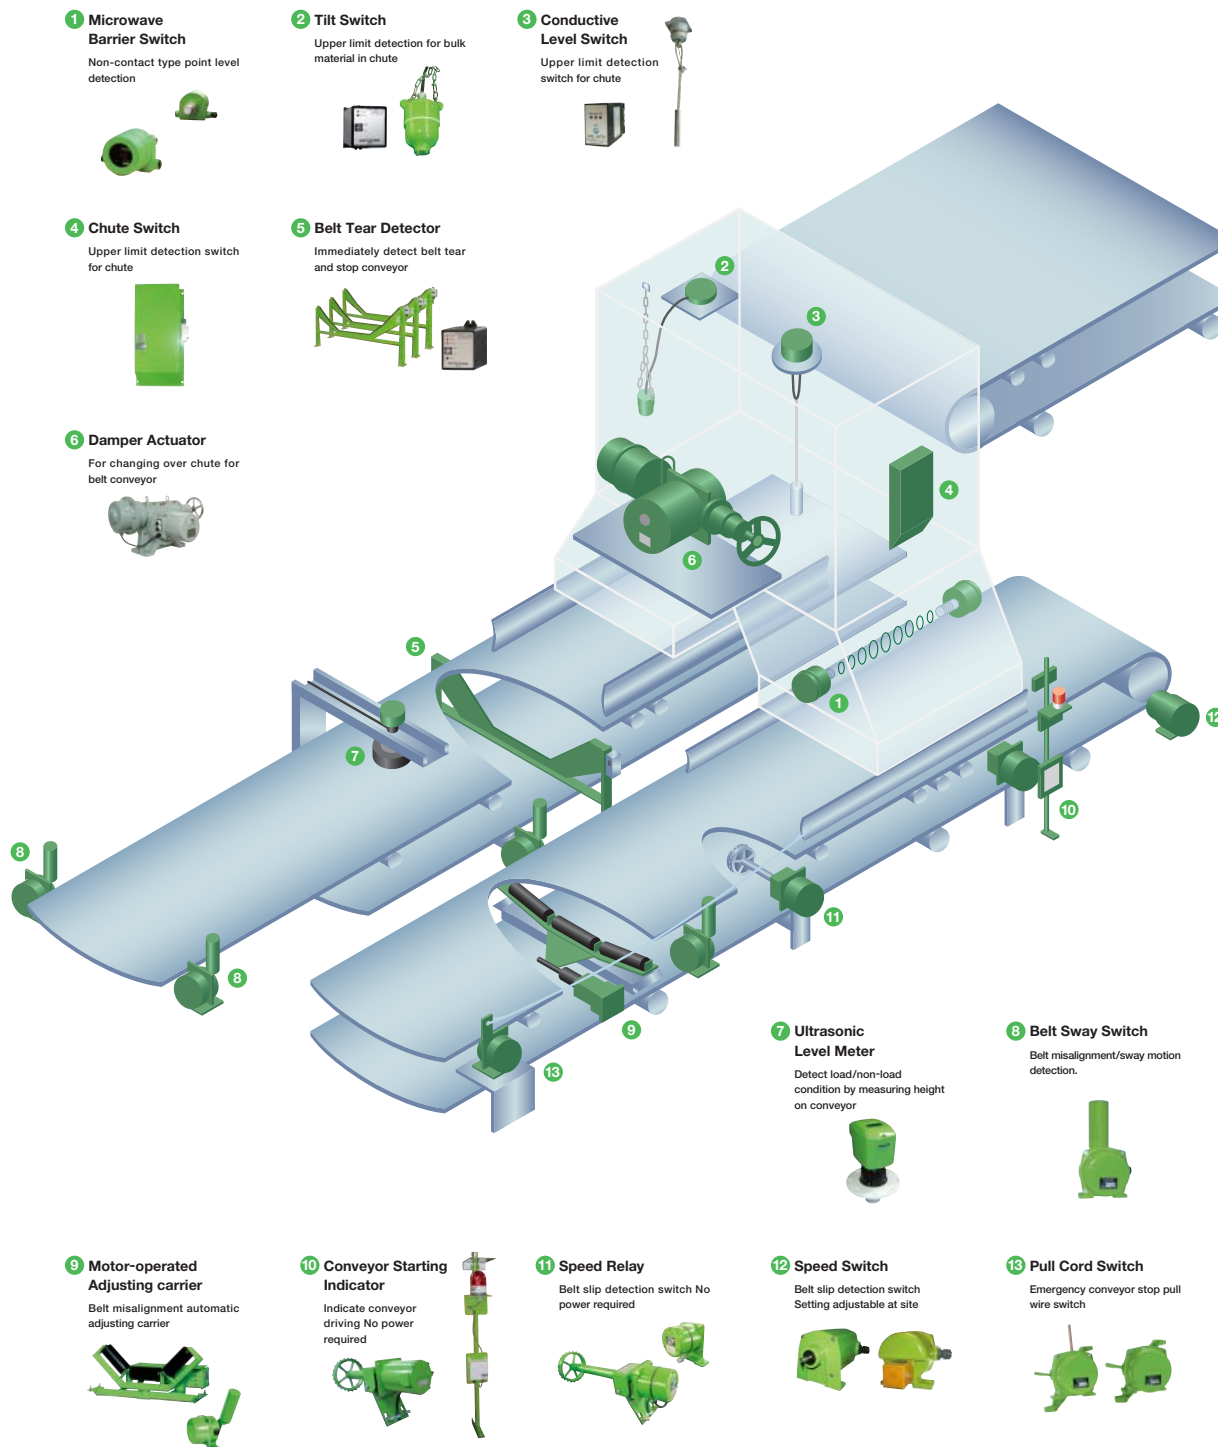 1 Microwave
Barrier Switch
Non-contact type point level
detection
2 Tilt Switch
Upper limit detection for bulk
material in chute
3 Conductive
Level Switch
Upper limit detection
switch for chute
4 Chute Switch
Upper limit detection switch
for chute
5 Belt Tear Detector
Immediately detect belt tear
and stop conveyor
6 Damper Actuator
For changing over chute for
belt conveyor
2
3
4
6
5
1
7
12
10
8
11
8
9
13
7 Ultrasonic
Level Meter
Detect load/non-load
condition by measuring height
on conveyor
8 Belt Sway Switch
Belt misalignment/sway motion
detection.
9 Motor-operated
Adjusting carrier
Belt misalignment automatic
adjusting carrier
10 Conveyor Starting
Indicator
Indicate conveyor
driving No power
required
11 Speed Relay
Belt slip detection switch No
power required
12 Speed Switch
Belt slip detection switch
Setting adjustable at site
13 Pull Cord Switch
Emergency conveyor stop pull
wire switch